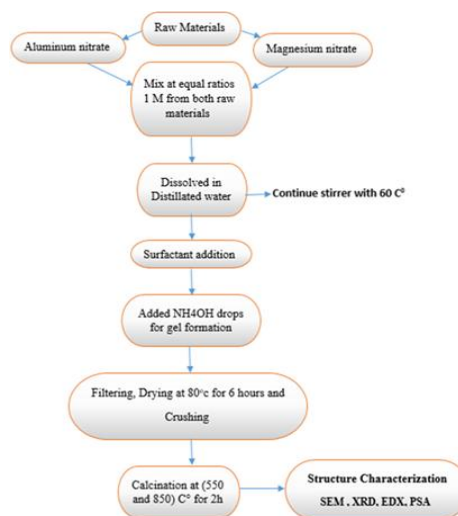 Raw Materials
Aluminum nitrate
Magnesium nitrate
Mix at equal ratios
1 M from both raw
materials
Dissolved in
Distillated water
Continue stirrer with 60 C⁰
Surfactant addition
Added NH4OH drops
for gel formation
Filtering, Drying at 80°c for 6 hours and
Crushing
Calcination at (550
and 850) C° for 2h
Structure Characterization
SEM , XRD, EDX, PSA